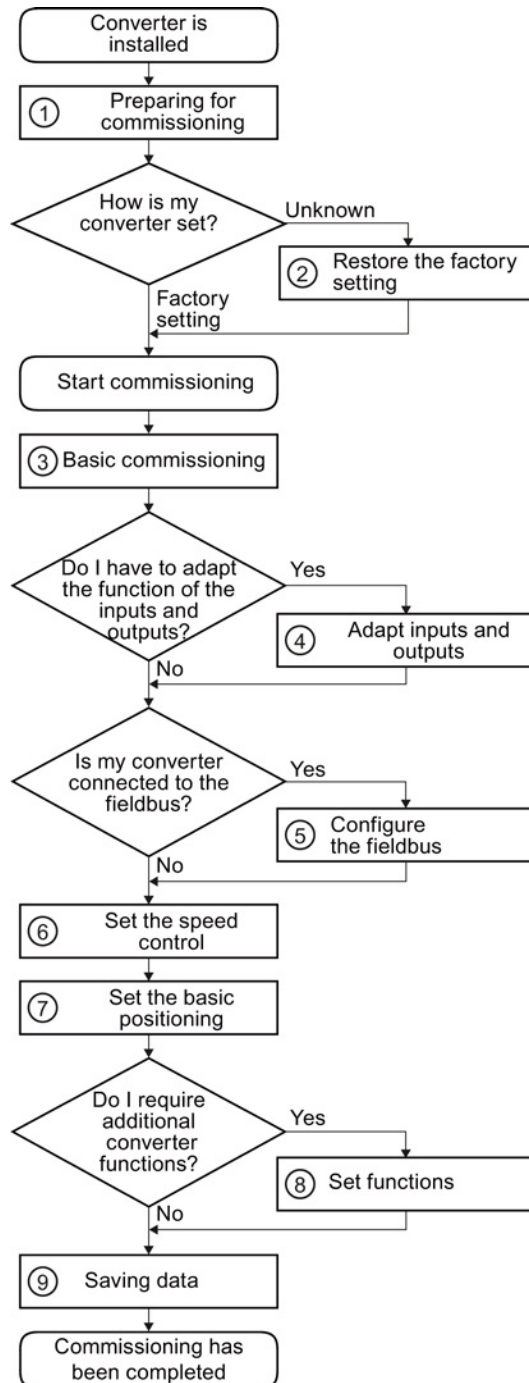 Converter is
installed
① Preparing for
commissioning
How is my
converter set?
Unknown
② Restore the factory
setting
Factory
setting
Start commissioning
③ Basic commissioning
Do I have to adapt
the function of the
inputs and
outputs?
Yes
④ Adapt inputs and
outputs
No
Is my converter
connected to the
fieldbus?
Yes
⑤ Configure
the fieldbus
No
⑥ Set the speed
control
⑦ Set the basic
positioning
Do I require
additional
converter
functions?
Yes
⑧ Set functions
No
⑨ Saving data
Commissioning has
been completed